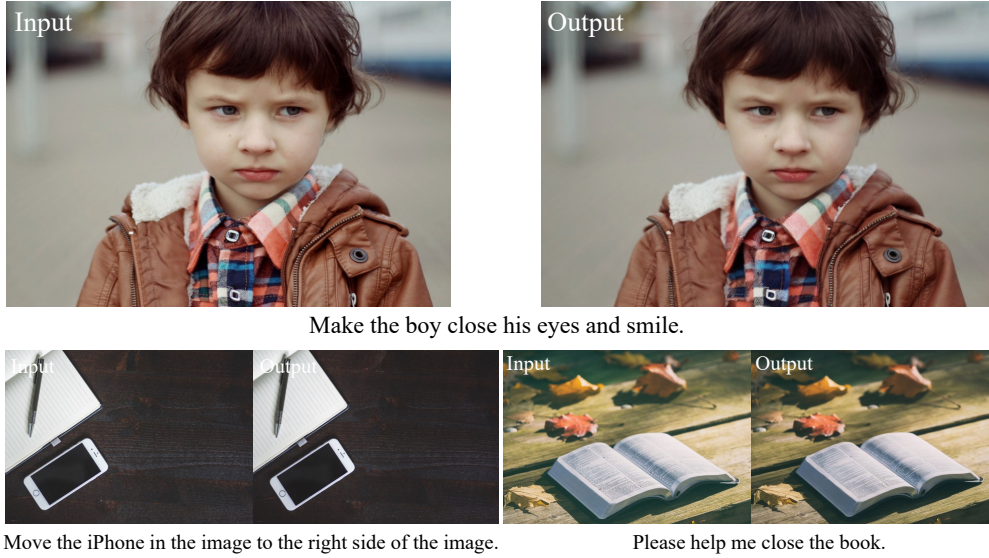 Input
Output
Make the boy close his eyes and smile.
Input
Output
Input
Output
Move the iPhone in the image to the right side of the image.
Please help me close the book.